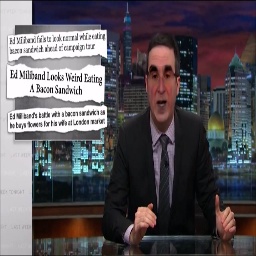 Ed Miliband fails to look normal while eating
bacon sandwich ahead of campaign tour
Ed Miliband Looks Weird Eating
A Bacon Sandwich
Ed Miliband's battle with a bacon sandwich as
he buys flowers for his wife at London market